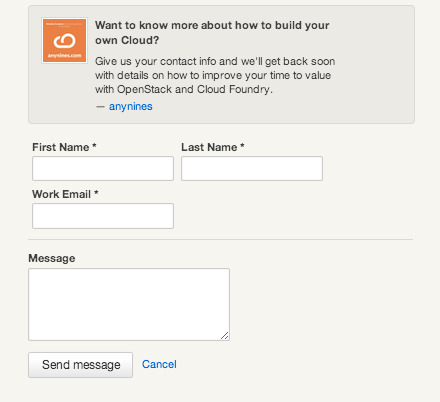 Want to know more about how to build your
own Cloud?
anynines.com
Give us your contact info and we'll get back soon
with details on how to improve your time to value
with OpenStack and Cloud Foundry.
— anynines
First Name * Last Name *
Work Email *
Message
Send message Cancel